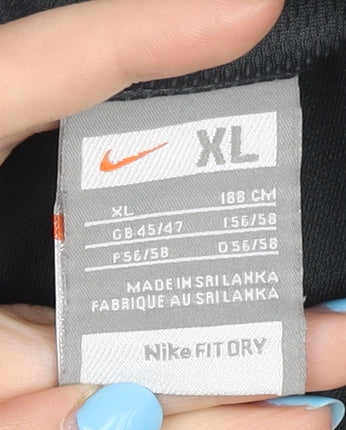 XL
XL 188 CM
GB 45/47 I 56/58
F 56/58 D 56/58
MADE IN SRI LANKA
FABRIQUE AU SRI LANKA
Nike FIT DRY